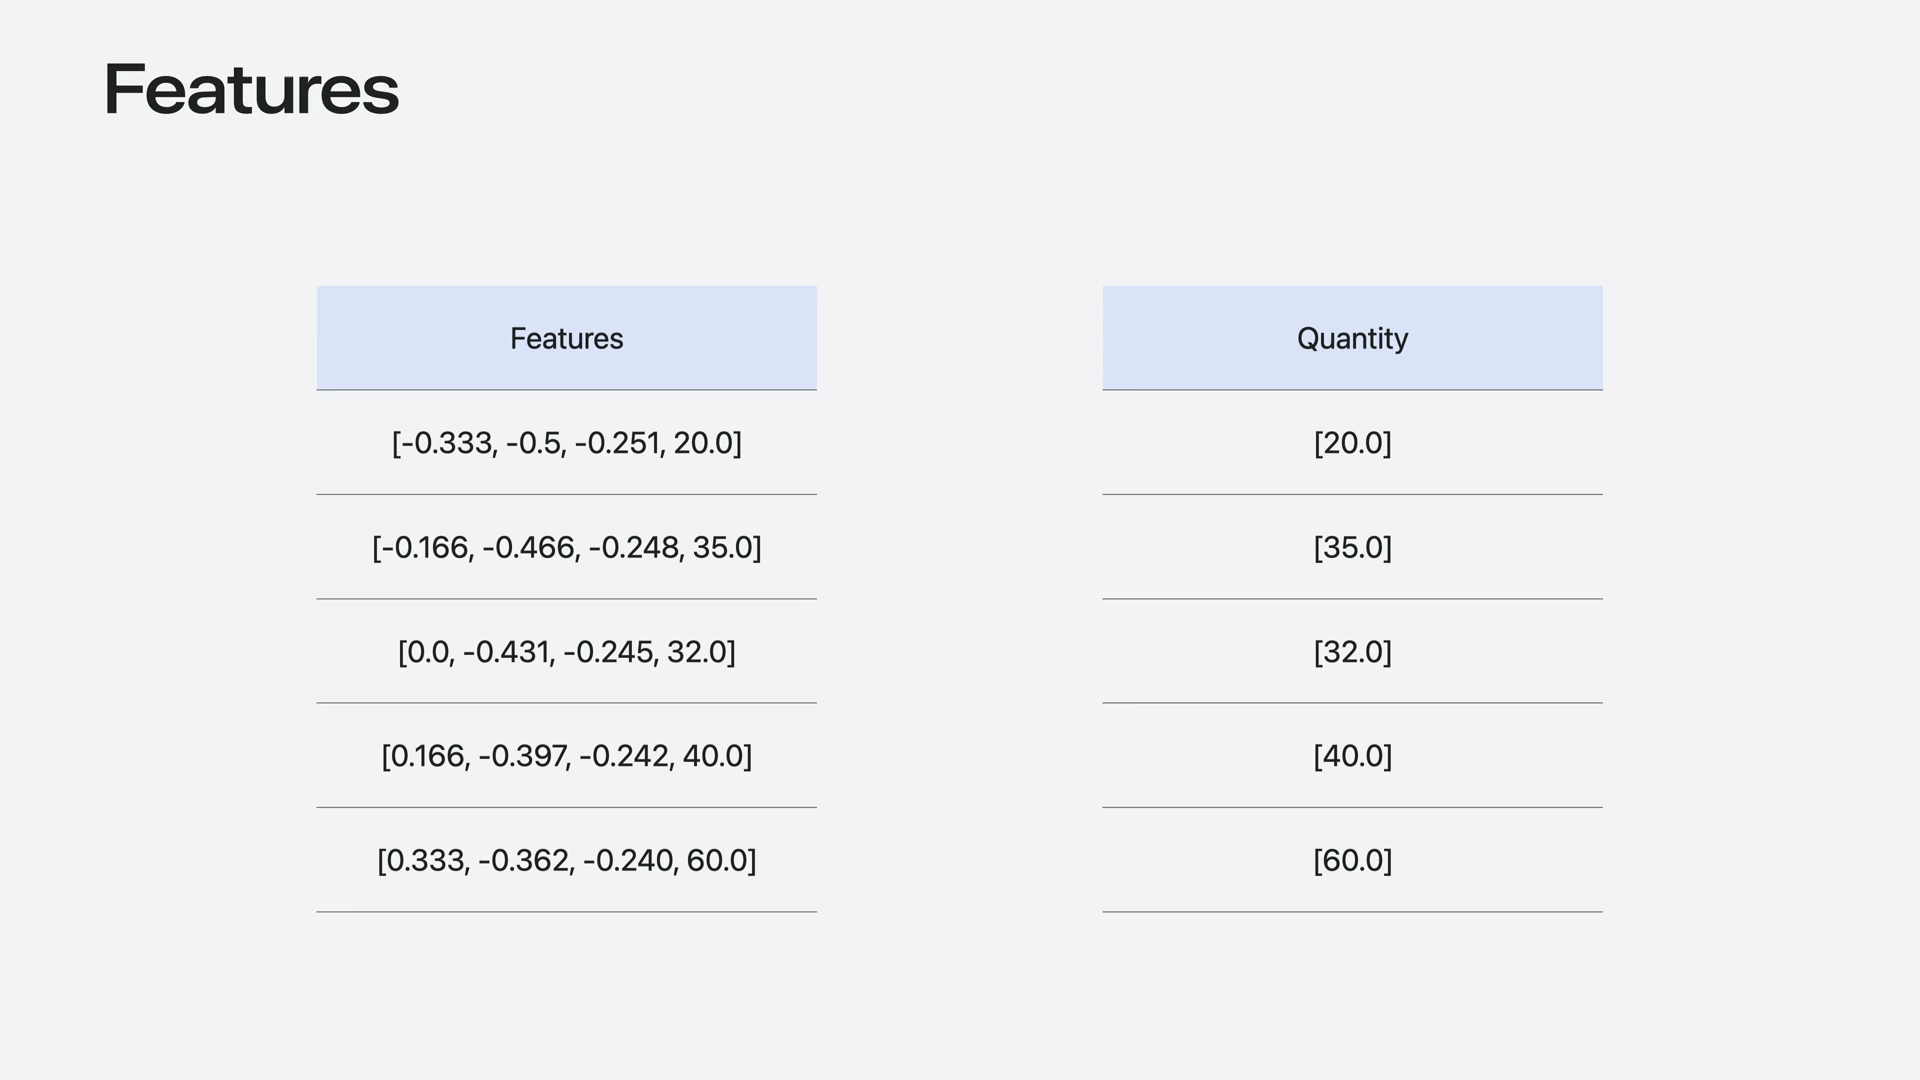 Features
Features
[-0.333, -0.5, -0.251, 20.0]
[-0.166, -0.466, -0.248, 35.0]
[0.0, -0.431, -0.245, 32.0]
[0.166, -0.397, -0.242, 40.0]
[0.333, -0.362, -0.240, 60.0]
Quantity
[20.0]
[35.0]
[32.0]
[40.0]
[60.0]